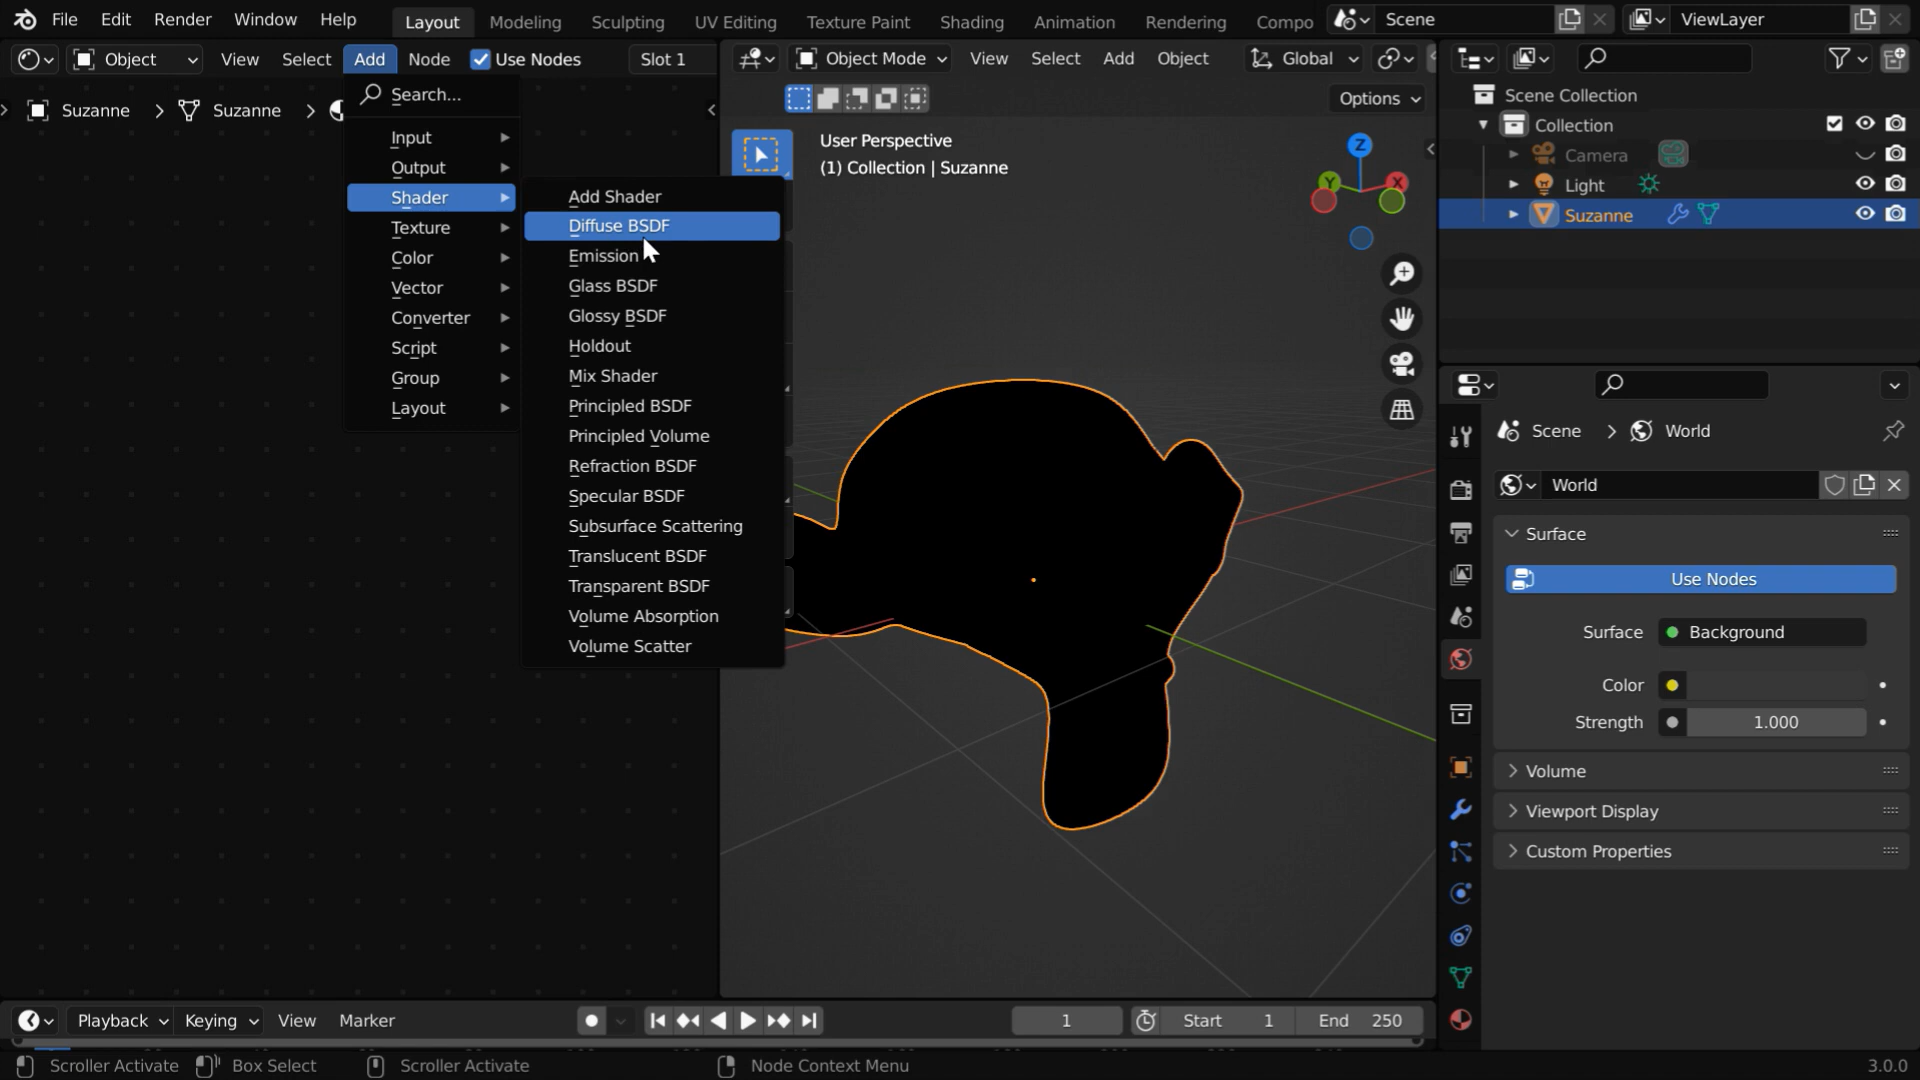 File Edit Render Window Help Layout Modeling Sculpting UV Editing Texture Paint Shading Animation Rendering Compo Scene ViewLayer
Object View Select Add Node Use Nodes Slot 1 Object Mode View Select Add Object Global
Options
Suzanne Suzanne
Search...
Input
Output
Shader
Texture
Color
Vector
Converter
Script
Group
Layout
Add Shader
Diffuse BSDF
Emission
Glass BSDF
Glossy BSDF
Holdout
Mix Shader
Principled BSDF
Principled Volume
Refraction BSDF
Specular BSDF
Subsurface Scattering
Translucent BSDF
Transparent BSDF
Volume Absorption
Volume Scatter
User Perspective
(1) Collection | Suzanne
Z
Y
X
Scene Collection
Collection
Camera
Light
Suzanne
Scene World
World
Surface
Use Nodes
Surface Background
Color
Strength 1.000
Volume
Viewport Display
Custom Properties
Playback Keying View Marker 1 Start 1 End 250
Scroller Activate Box Select Scroller Activate Node Context Menu 3.0.0